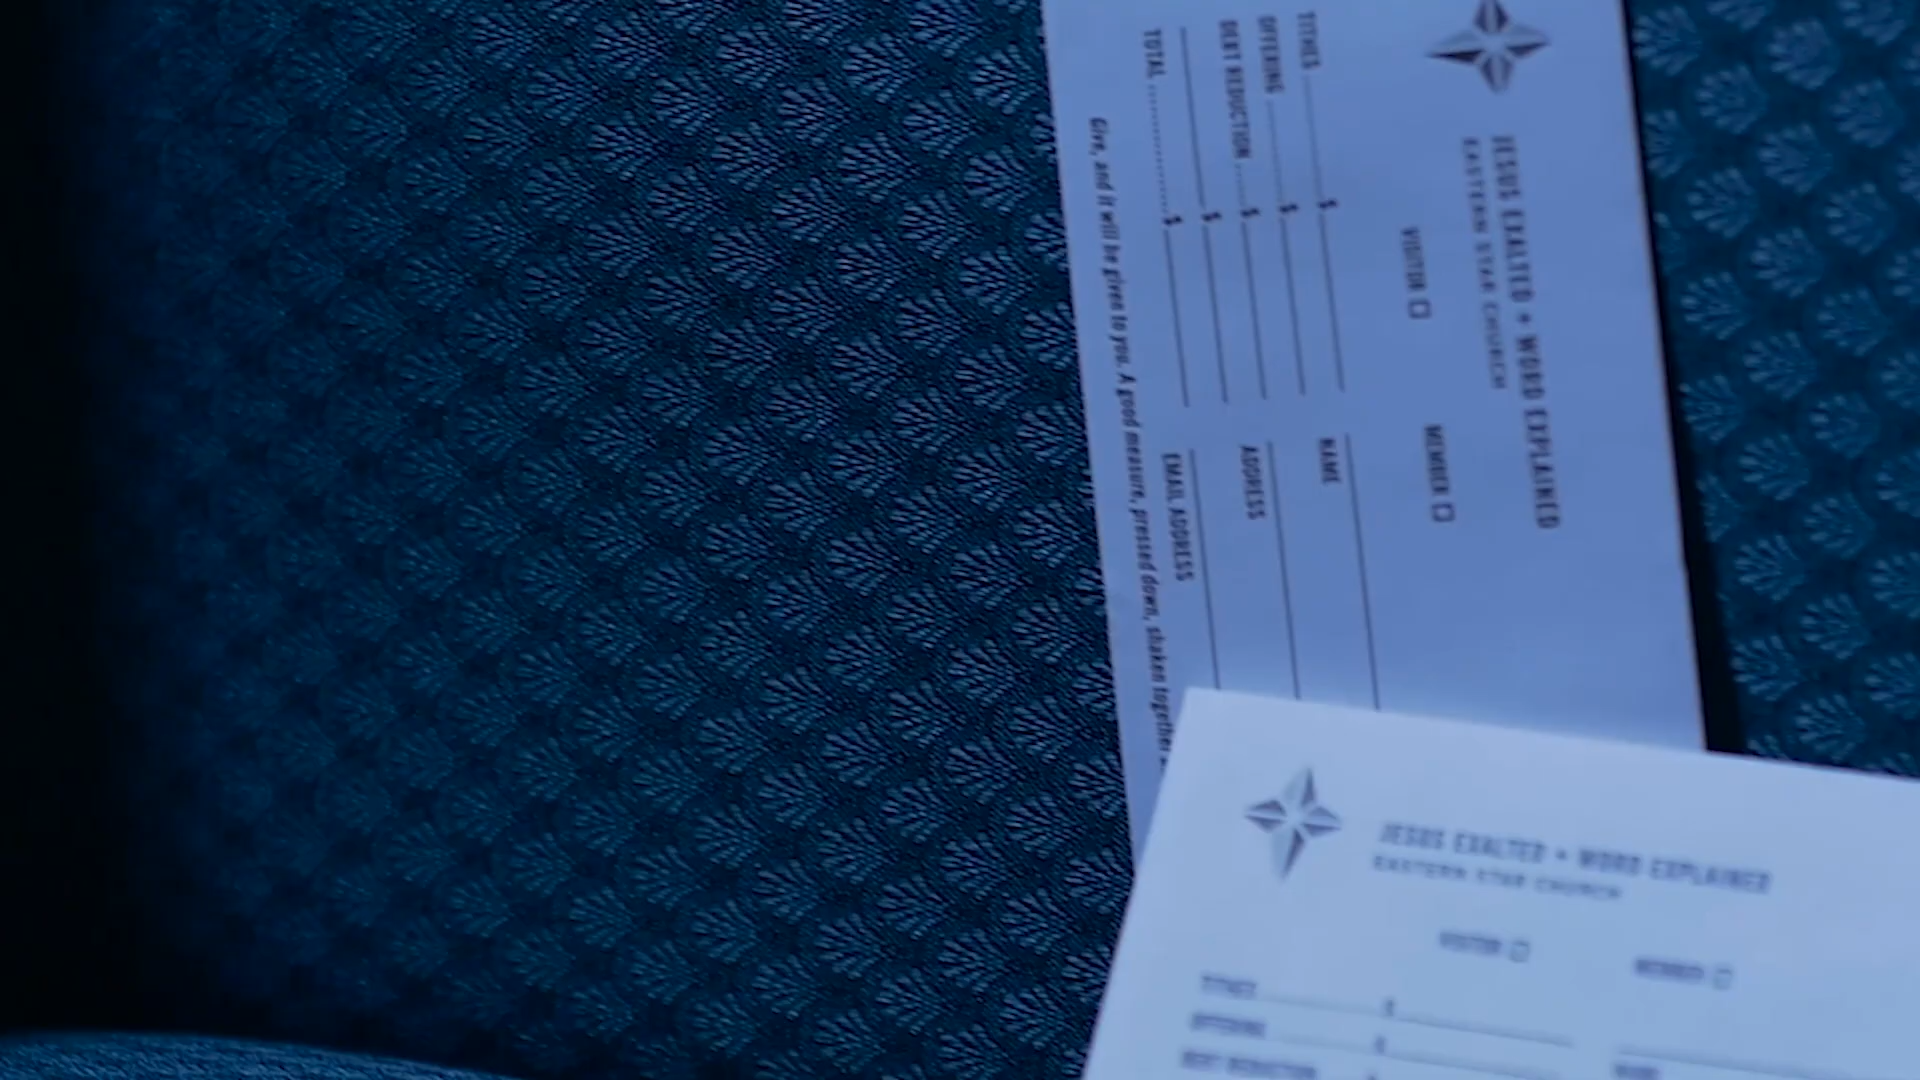 JESUS EXALTED + WORD EXPLAINED
EASTERN STAR CHURCH
VISITOR
MEMBER
TITHES $
OFFERING $
DEBT REDUCTION $
$
TOTAL $
NAME
ADDRESS
EMAIL ADDRESS
Give, and it will be given to you. A good measure, pressed down, shaken together
JESUS EXALTED + WORD EXPLAINED
EASTERN STAR CHURCH
VISITOR
MEMBER
TITHES $
OFFERING $
DEBT REDUCTION